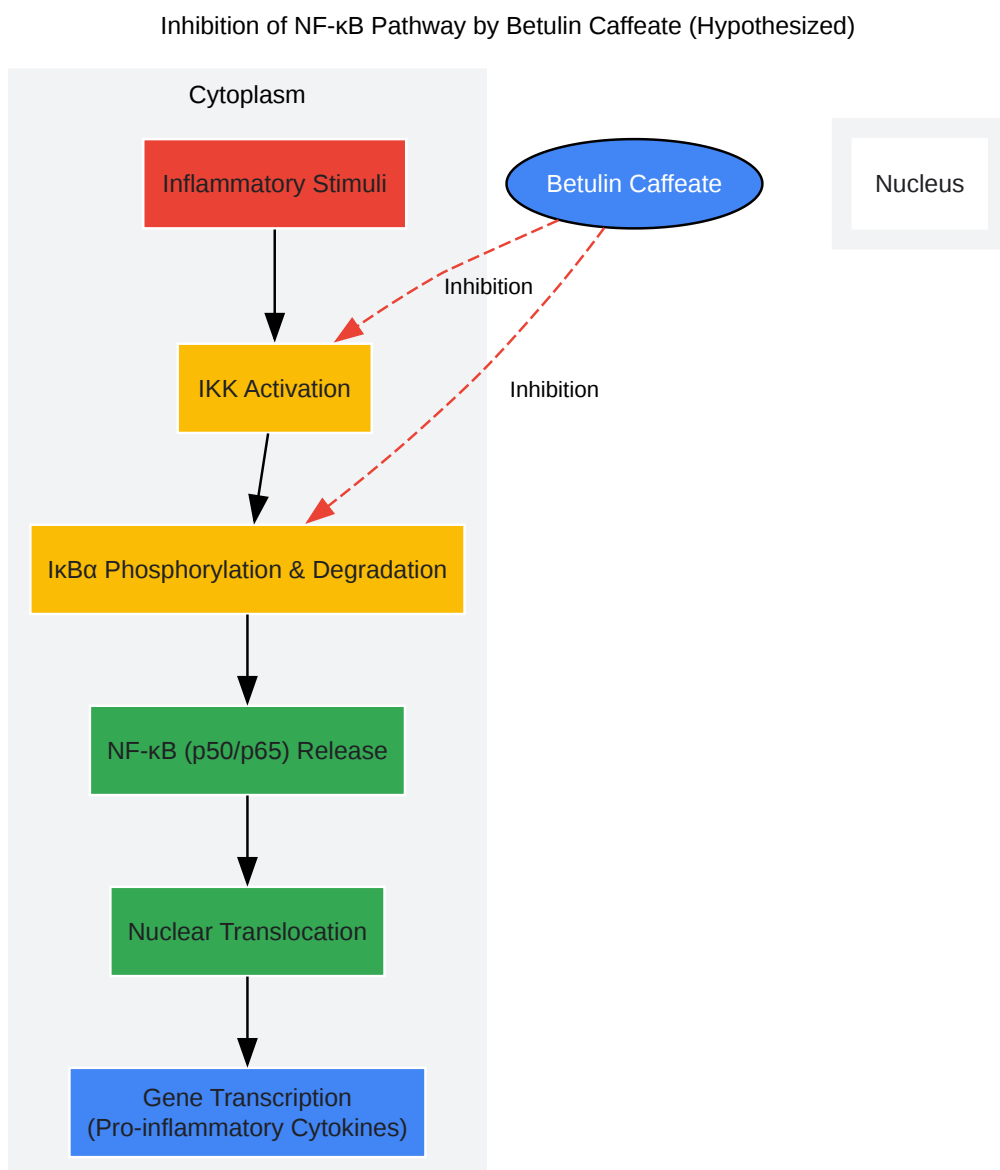 Inhibition of NF-κB Pathway by Betulin Caffeate (Hypothesized)
Cytoplasm
Inflammatory Stimuli
Betulin Caffeate
Nucleus
Inhibition
IKK Activation
Inhibition
IκBα Phosphorylation & Degradation
NF-κB (p50/p65) Release
Nuclear Translocation
Gene Transcription
(Pro-inflammatory Cytokines)